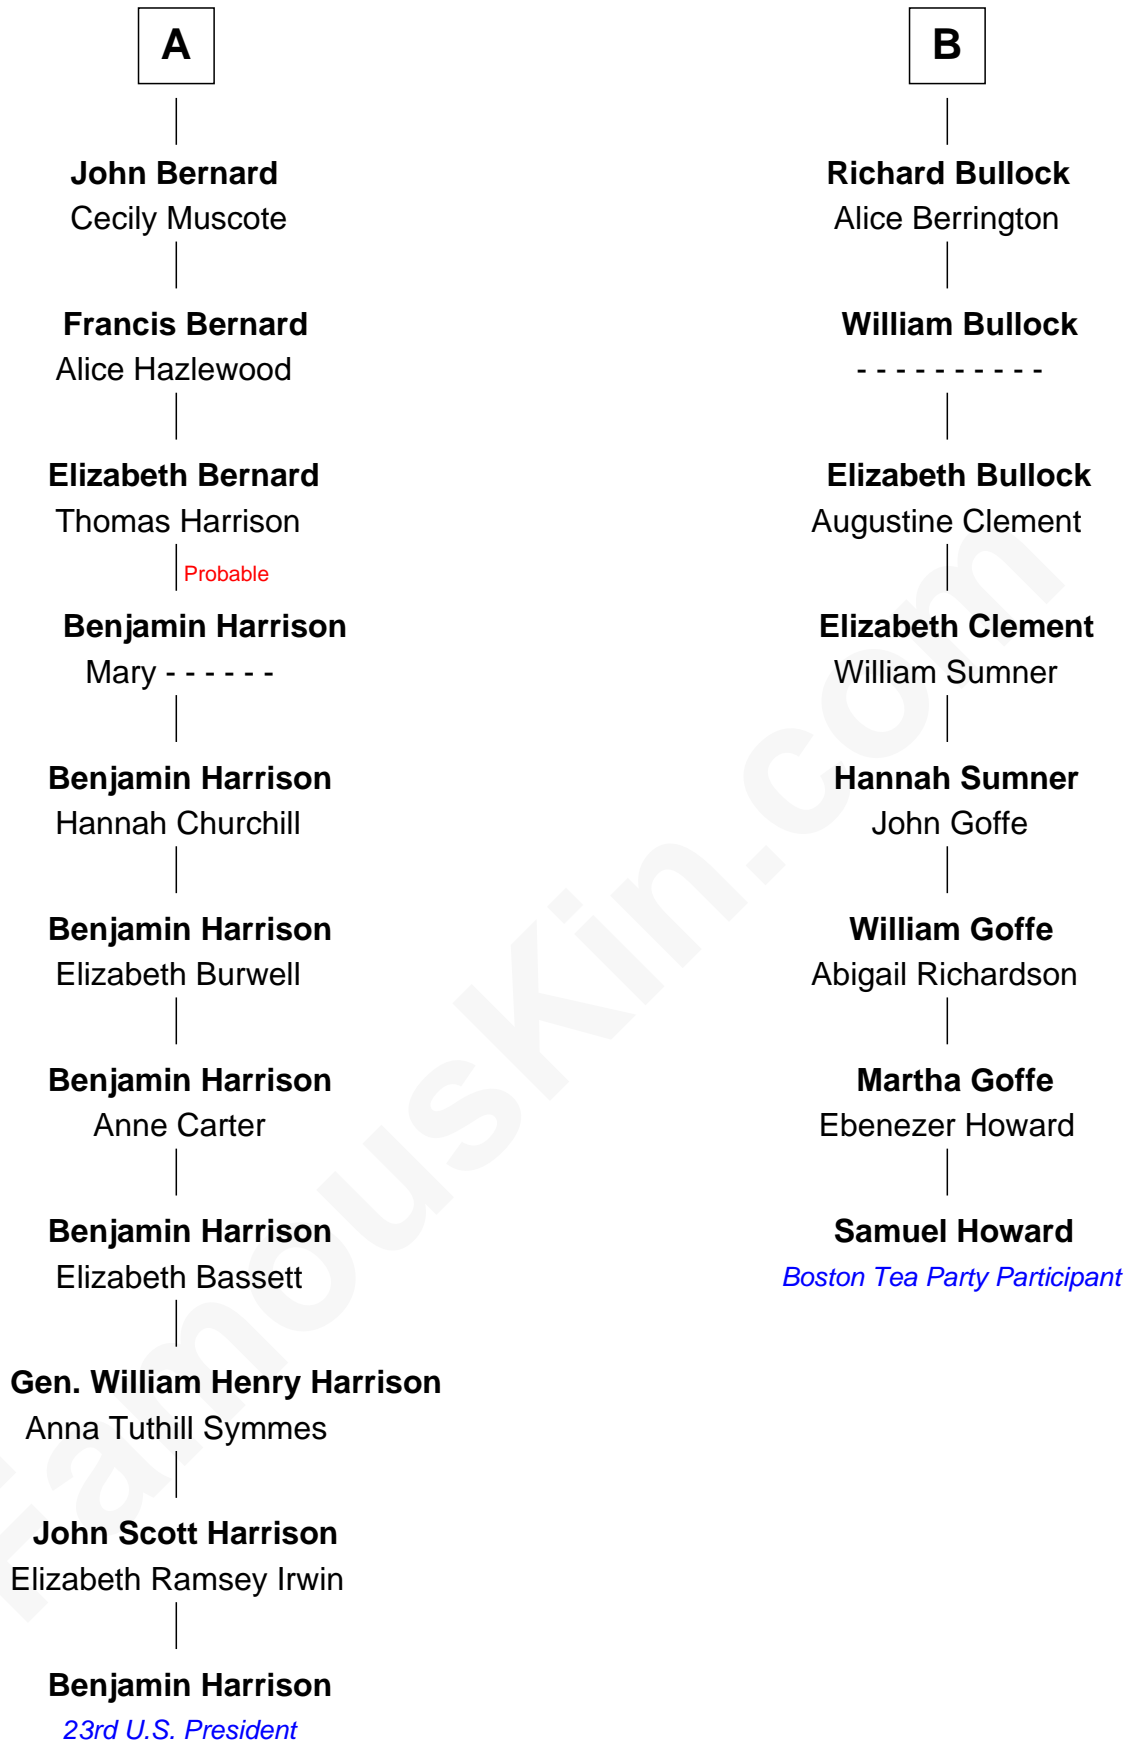 A
John Bernard
Cecily Muscote
Francis Bernard
Alice Hazlewood
Elizabeth Bernard
Thomas Harrison
Probable
Benjamin Harrison
Mary - - - - - -
Benjamin Harrison
Hannah Churchill
Benjamin Harrison
Elizabeth Burwell
Benjamin Harrison
Anne Carter
Benjamin Harrison
Elizabeth Bassett
Gen. William Henry Harrison
Anna Tuthill Symmes
John Scott Harrison
Elizabeth Ramsey Irwin
Benjamin Harrison
23rd U.S. President
B
Richard Bullock
Alice Berrington
William Bullock
- - - - - - - - - -
Elizabeth Bullock
Augustine Clement
Elizabeth Clement
William Sumner
Hannah Sumner
John Goffe
William Goffe
Abigail Richardson
Martha Goffe
Ebenezer Howard
Samuel Howard
Boston Tea Party Participant
FamousKin.com